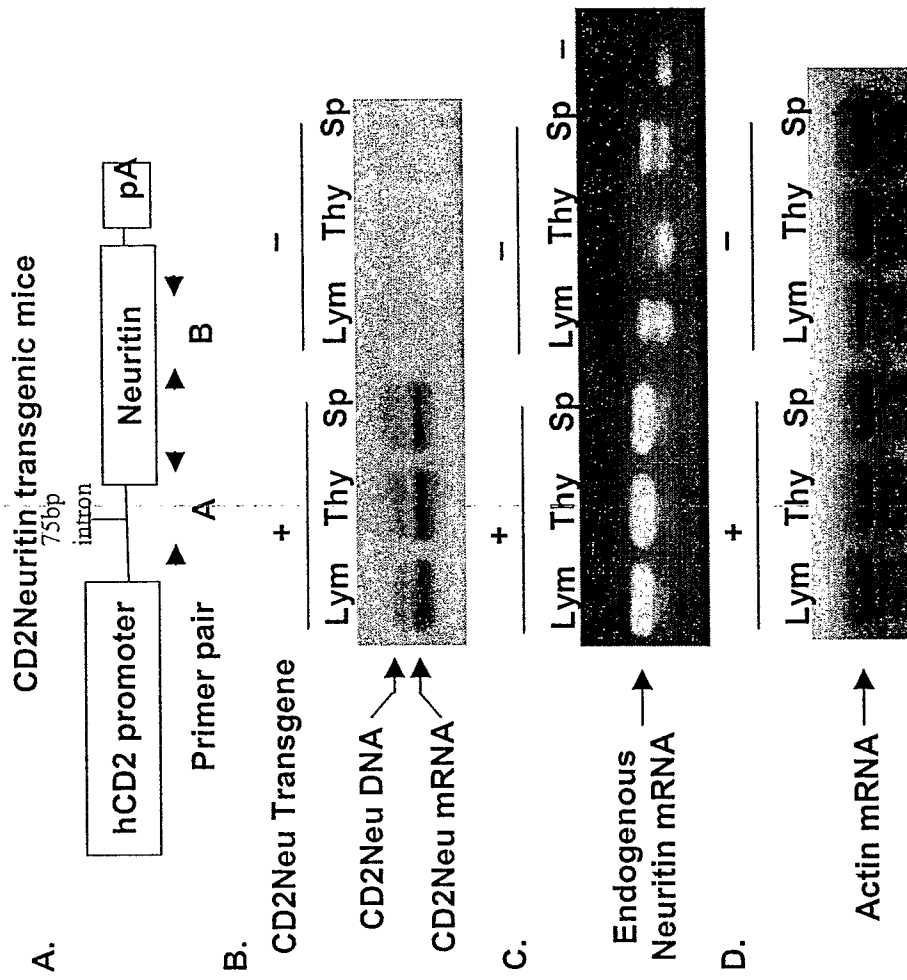 A.
CD2Neuritin transgenic mice
75bp
intron
hCD2 promoter
Neuritin
pA
Primer pair
A
B
B.
CD2Neu Transgene
+
−
Lym Thy Sp Lym Thy Sp
CD2Neu DNA
CD2Neu mRNA
C.
+
−
Lym Thy Sp Lym Thy Sp −
Endogenous
Neuritin mRNA
D.
+
−
Lym Thy Sp Lym Thy Sp
Actin mRNA